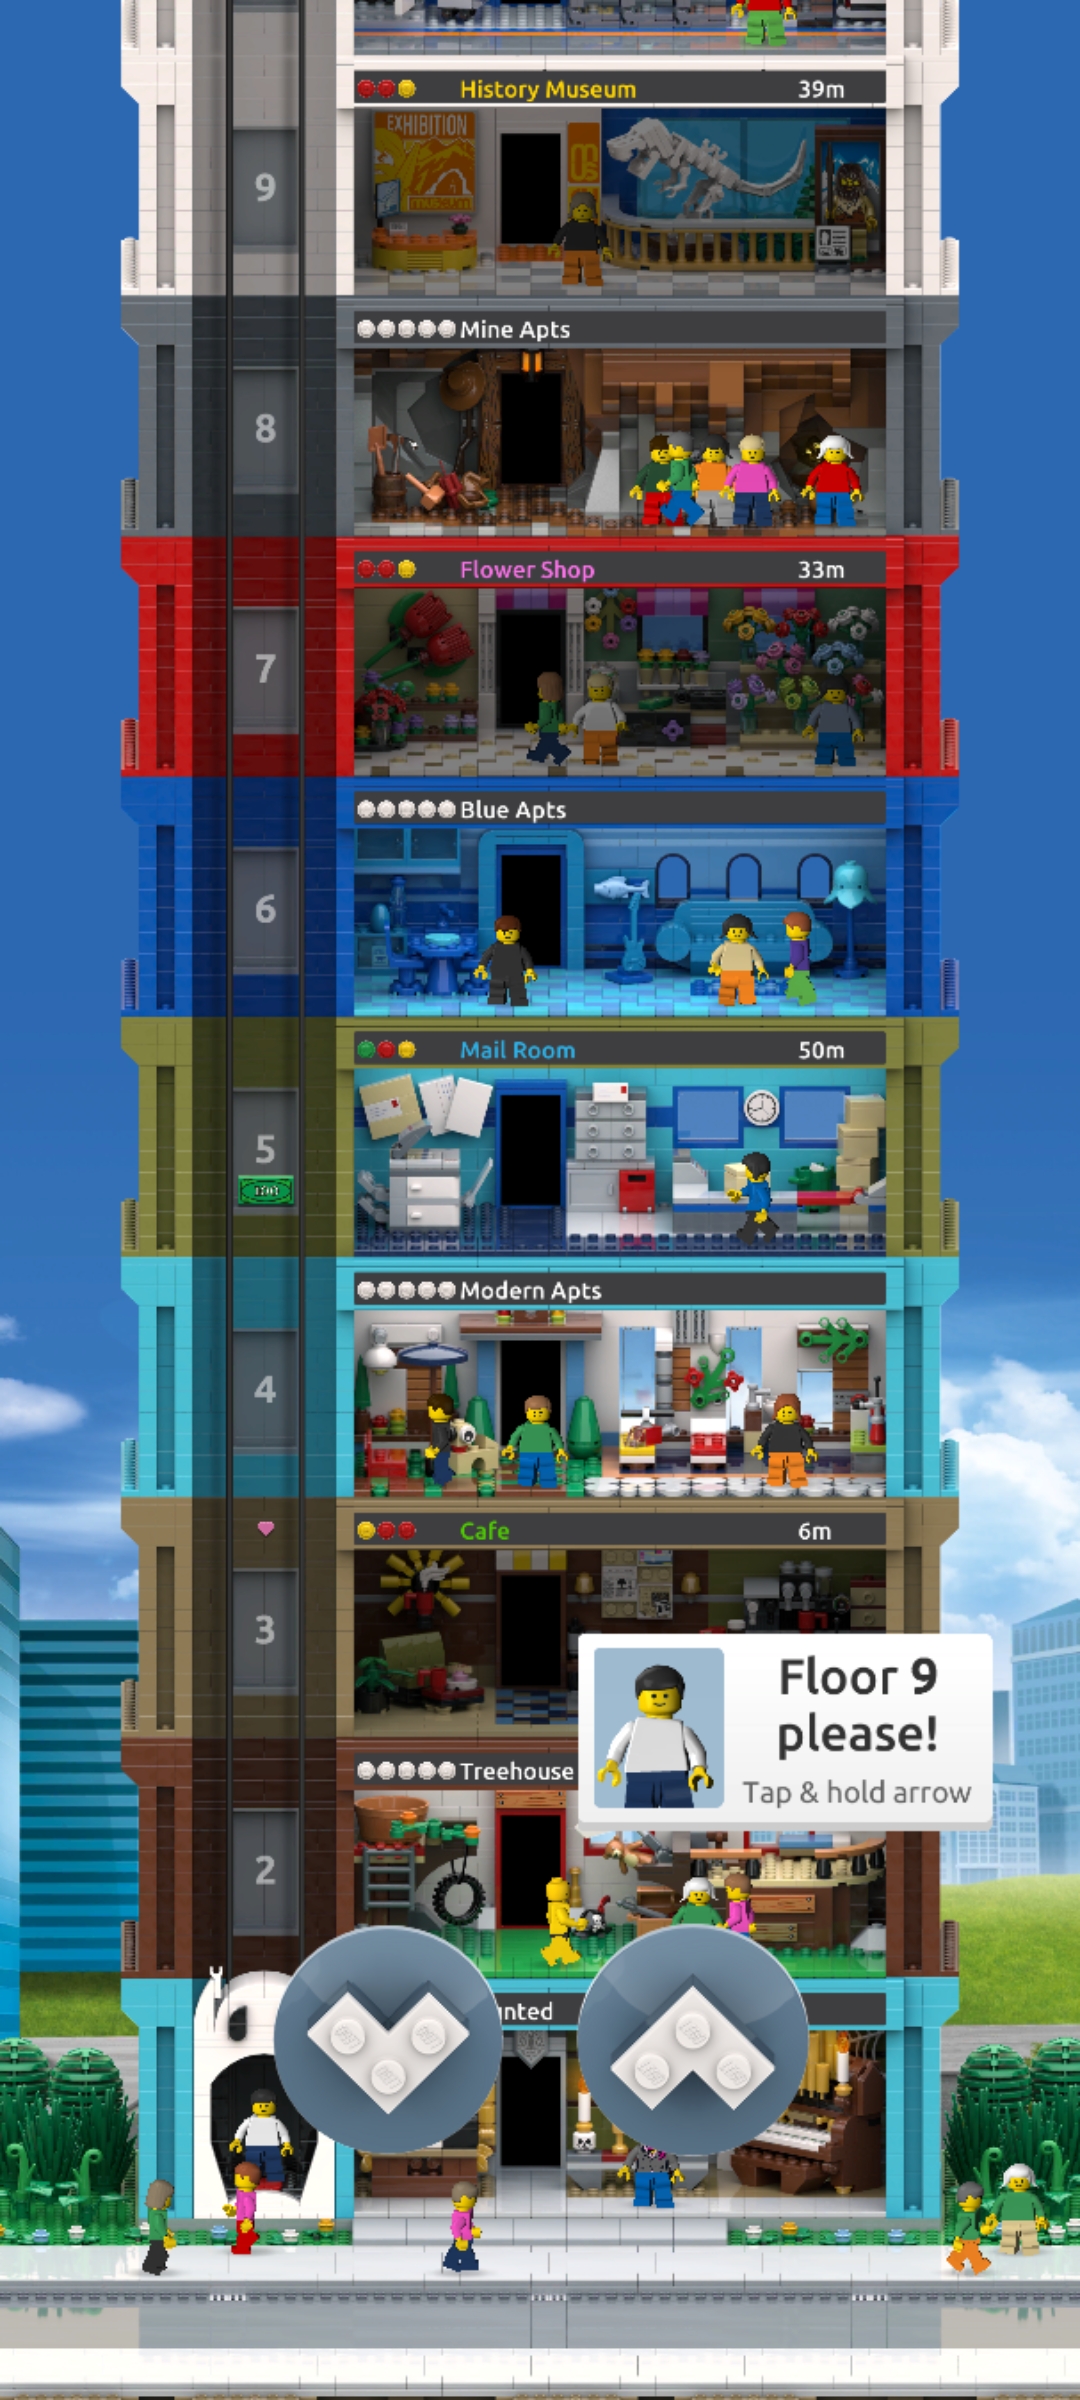 History Museum 39m
EXHIBITION
museum
9
Mine Apts
8
Flower Shop 33m
7
Blue Apts
6
Mail Room 50m
5
Modern Apts
4
Cafe 6m
3
Floor 9
please!
Tap & hold arrow
Treehouse
2
nted